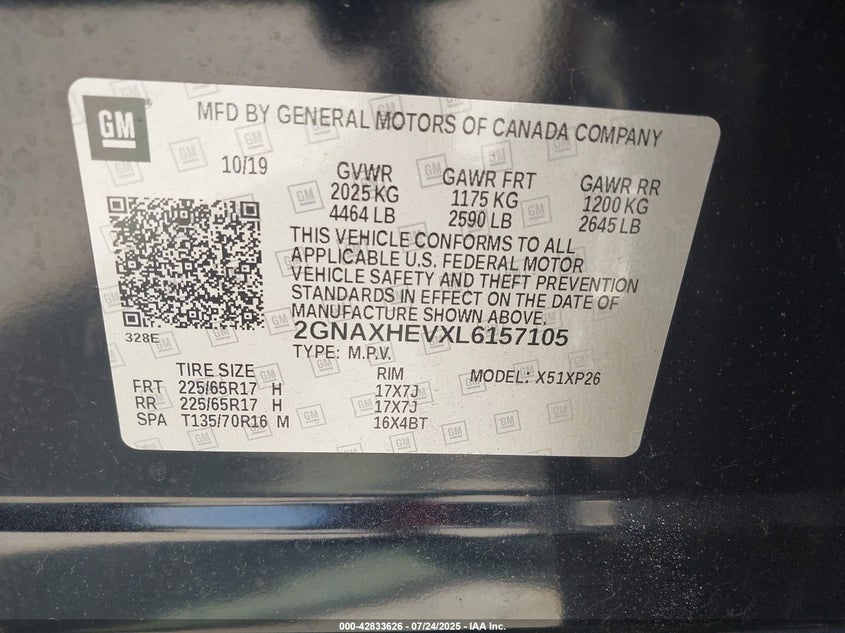 GM
MFD BY GENERAL MOTORS OF CANADA COMPANY
10/19
GVWR GAWR FRT GAWR RR
2025 KG 1175 KG 1200 KG
4464 LB 2590 LB 2645 LB
THIS VEHICLE CONFORMS TO ALL
APPLICABLE U.S. FEDERAL MOTOR
VEHICLE SAFETY AND THEFT PREVENTION
STANDARDS IN EFFECT ON THE DATE OF
MANUFACTURE SHOWN ABOVE.
328E
2GNAXHEVXL6157105
TYPE: M.P.V.
TIRE SIZE RIM MODEL: X51XP26
FRT 225/65R17 H 17X7J
RR 225/65R17 H 17X7J
SPA T135/70R16 M 16X4BT
000-42833626 - 07/24/2025 - IAA Inc.